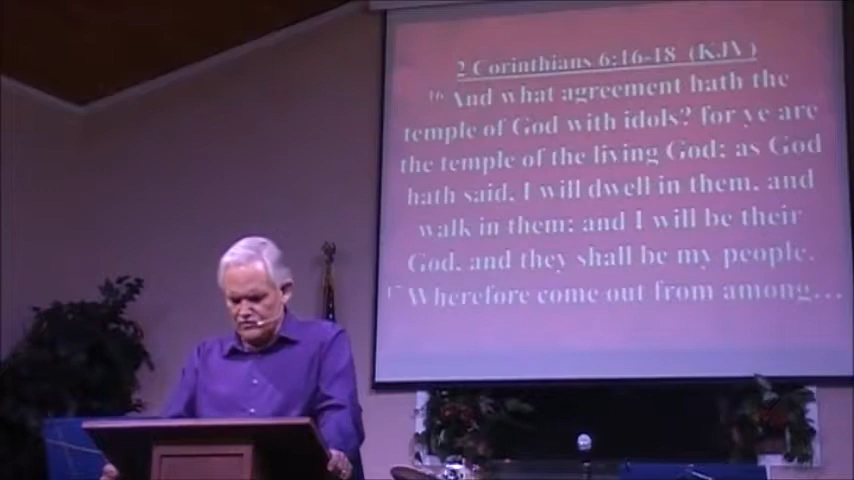 2 Corinthians 6:16-18 (KJV)
16 And what agreement hath the
temple of God with idols? for ye are
the temple of the living God; as God
hath said, I will dwell in them, and
walk in them; and I will be their
God, and they shall be my people.
17 Wherefore come out from among…